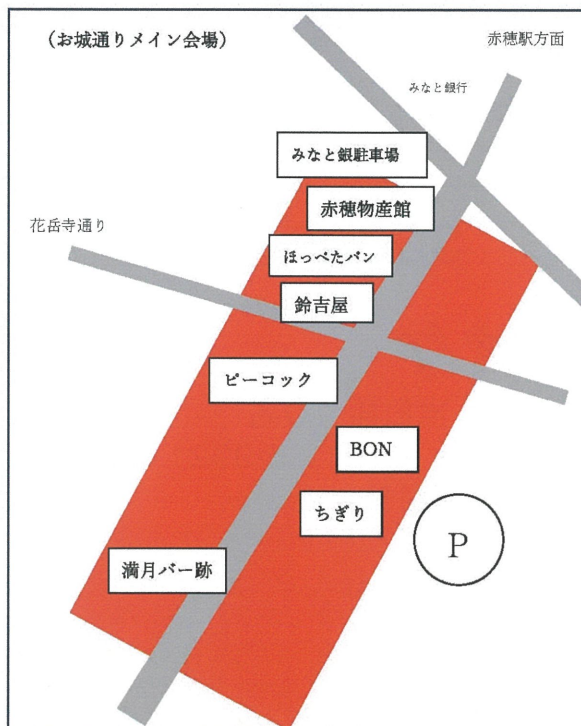 (お城通りメイン会場)
赤穂駅方面
みなと銀行
みなと銀駐車場
赤穂物産館
花岳寺通り
ほっぺたパン
鈴吉屋
ピーコック
BON
ちぎり
P
満月バー跡